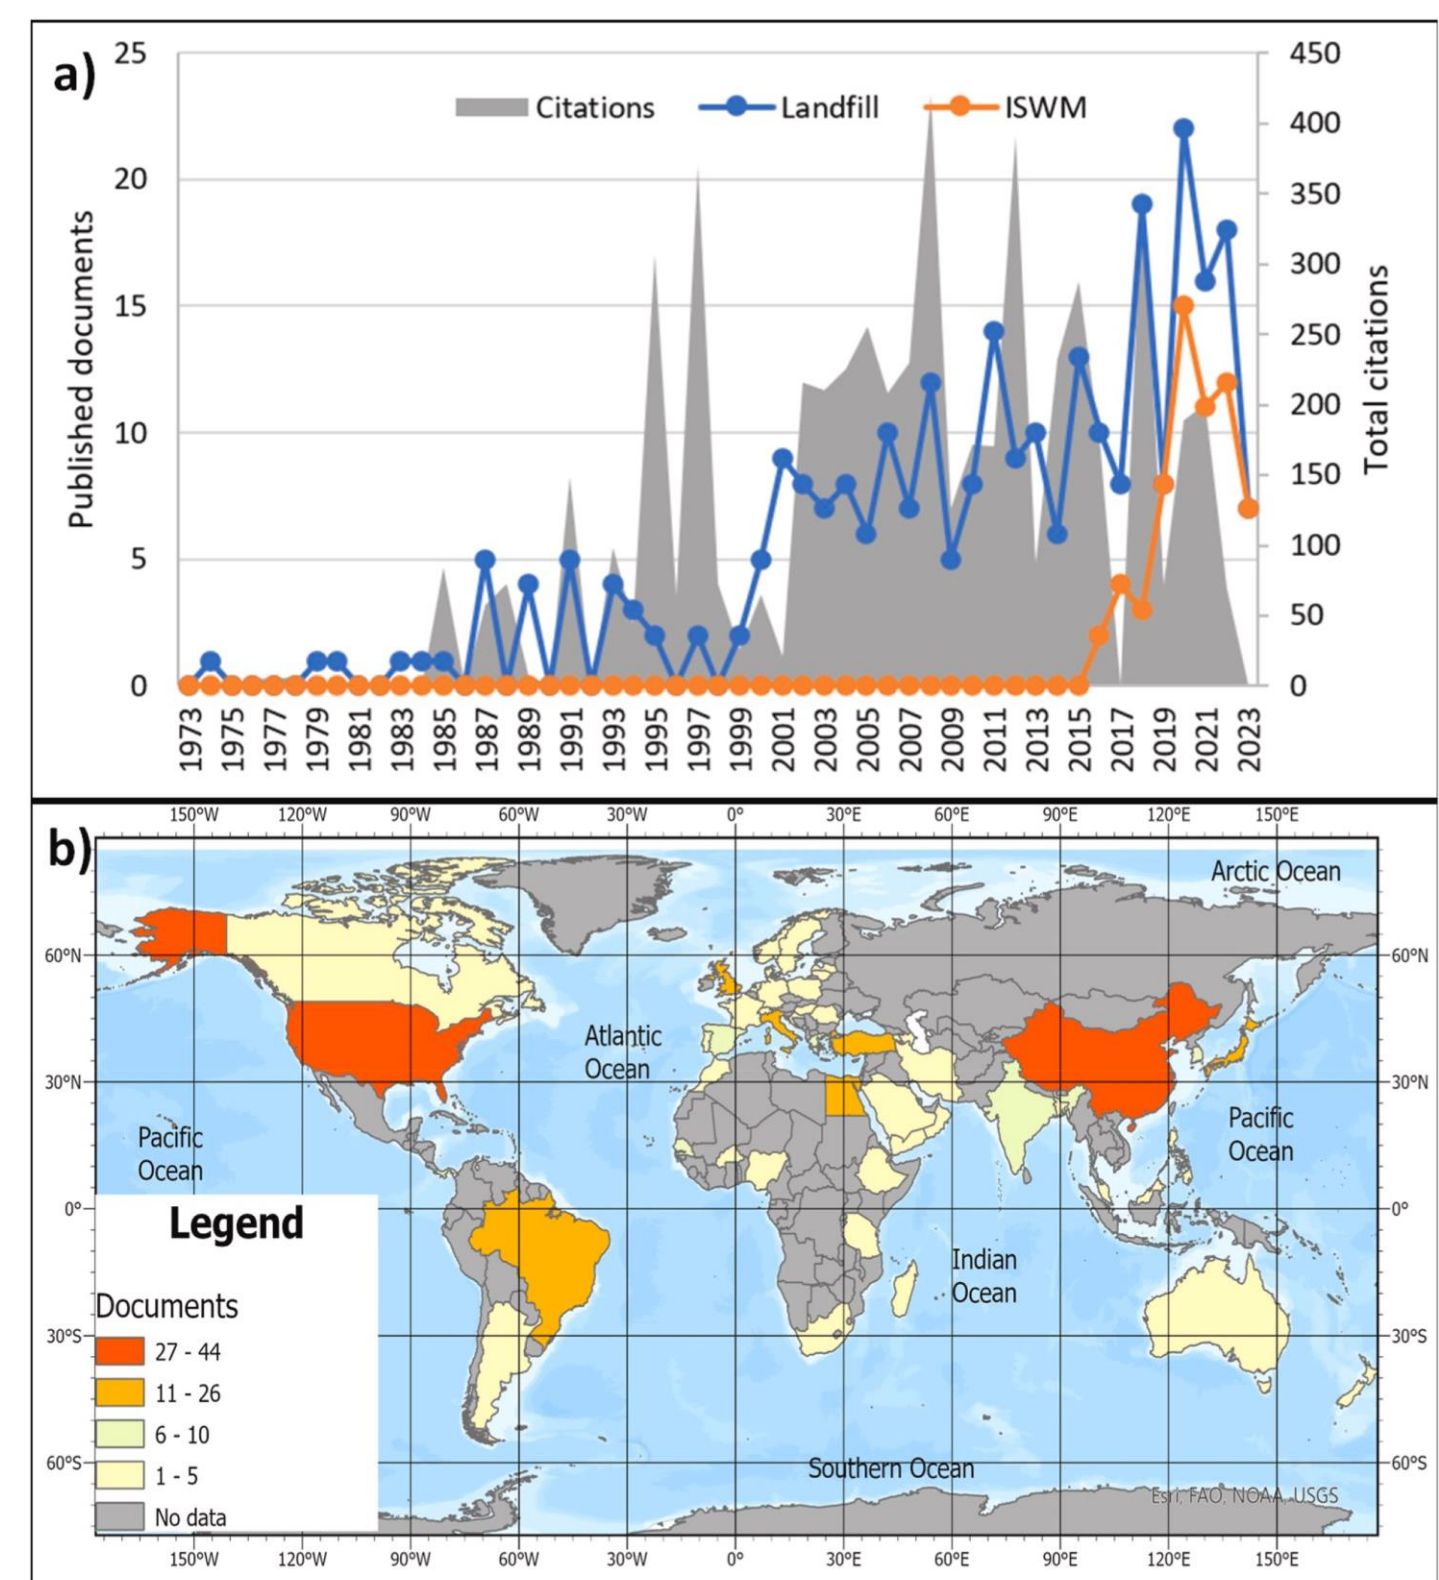 a)
Citations Landfill ISWM
Published documents
25
20
15
10
5
0
450
400
350
300
250
200
150
100
50
0
Total citations
1973 1975 1977 1979 1981 1983 1985 1987 1989 1991 1993 1995 1997 1999 2001 2003 2005 2007 2009 2011 2013 2015 2017 2019 2021 2023
b)
150°W 120°W 90°W 60°W 30°W 0° 30°E 60°E 90°E 120°E 150°E
Arctic Ocean
60°N 60°N
Atlantic
Ocean
30°N 30°N
Pacific
Ocean
Pacific
Ocean
0° 0°
Indian
Ocean
30°S 30°S
60°S 60°S
Southern Ocean
Esri, FAO, NOAA, USGS
Legend
Documents
27 - 44
11 - 26
6 - 10
1 - 5
No data
150°W 120°W 90°W 60°W 30°W 0° 30°E 60°E 90°E 120°E 150°E